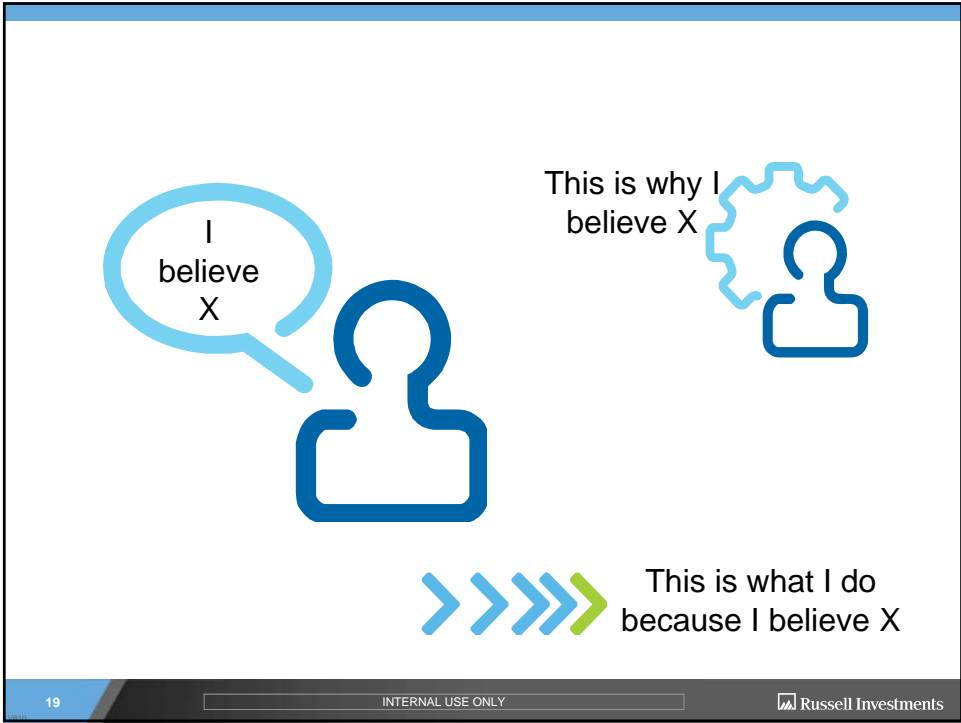 I
believe
X
This is why I
believe X
This is what I do
because I believe X
19
INTERNAL USE ONLY
Russell Investments